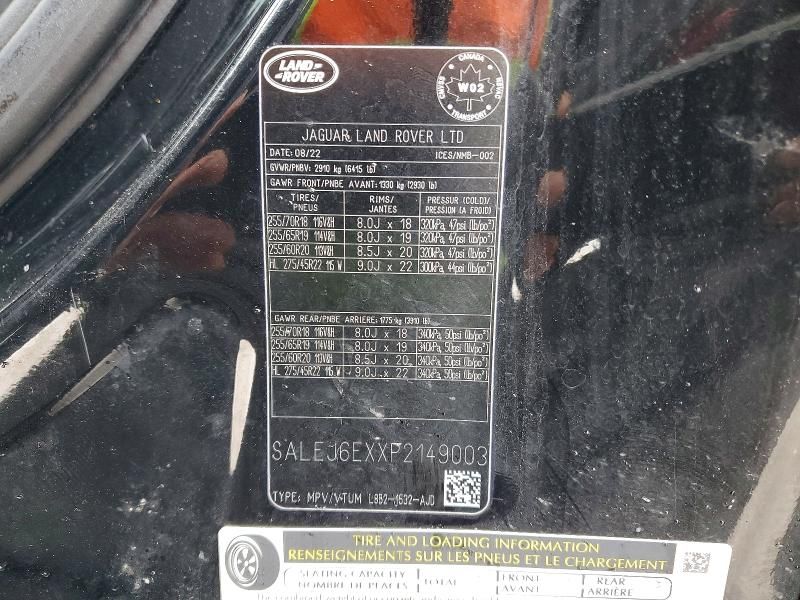 LAND
ROVER
CANADA
CMVSS
NSVAC
W02
TRANSPORT
JAGUAR LAND ROVER LTD
DATE: 08/22 ICES/NMB-002
GVWR/PNBV: 2910 kg (6415 lb)
GAWR FRONT/PNBE AVANT: 1330 kg (2930 lb)
TIRES/ RIMS/ PRESSUR (COLD)/
PNEUS JANTES PRESSION (A FROID)
255/70R18 116V&H 8.0J x 18 320kPa, 47psi (lb/po²)
255/65R19 114V&H 8.0J x 19 320kPa, 47psi (lb/po²)
255/60R20 113V&H 8.5J x 20 320kPa, 47psi (lb/po²)
HL 275/45R22 115 W 9.0J x 22 300kPa, 44psi (lb/po²)
GAWR REAR/PNBE ARRIERE: 1775 kg (3910 lb)
255/70R18 116V&H 8.0J x 18 340kPa, 50psi (lb/po²)
255/65R19 114V&H 8.0J x 19 340kPa, 50psi (lb/po²)
255/60R20 113V&H 8.5J x 20 340kPa, 50psi (lb/po²)
HL 275/45R22 115 W 9.0J x 22 340kPa, 50psi (lb/po²)
SALEJ6EXXP2149003
TYPE: MPV/VTUM L8B2-1532-AJD
TIRE AND LOADING INFORMATION
RENSEIGNEMENTS SUR LES PNEUS ET LE CHARGEMENT
SEATING CAPACITY TOTAL FRONT REAR
NOMBRE DE PLACES AVANT ARRIÈRE